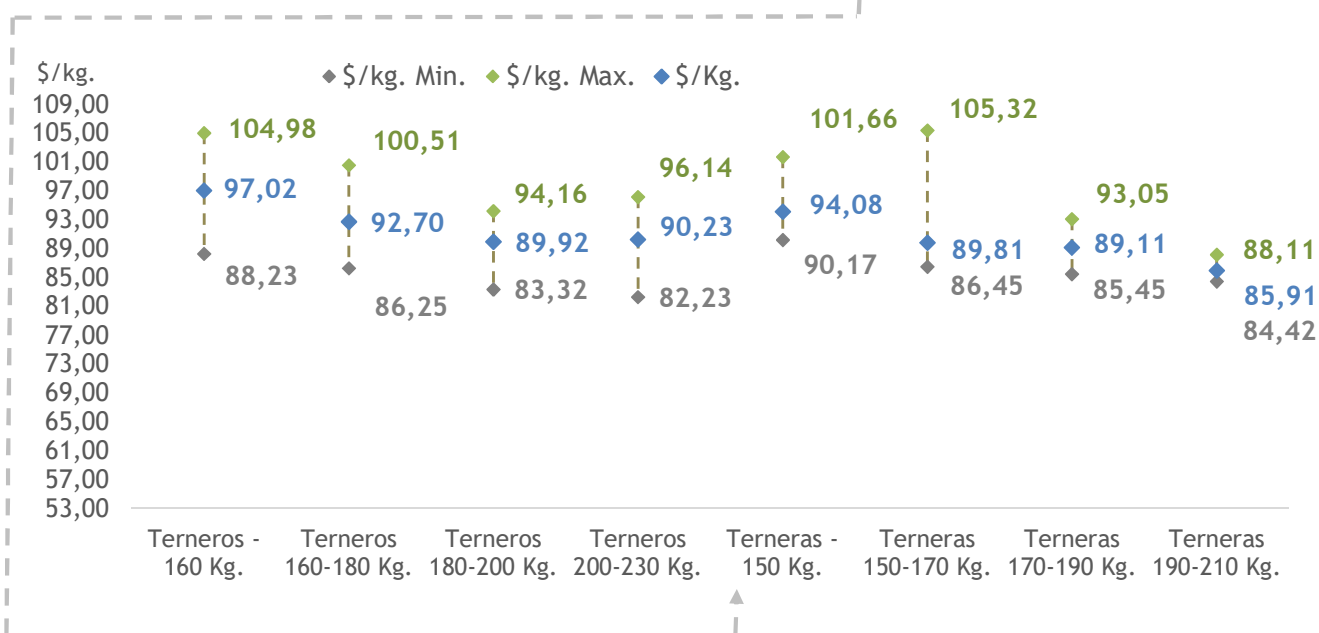 $/kg.
$/kg. Min. $/kg. Max. $/Kg.
109,00
105,00
101,00
97,00
93,00
89,00
85,00
81,00
77,00
73,00
69,00
65,00
61,00
57,00
53,00
104,98
97,02
88,23
100,51
92,70
86,25
94,16
89,92
83,32
96,14
90,23
82,23
101,66
94,08
90,17
105,32
89,81
86,45
93,05
89,11
85,45
88,11
85,91
84,42
Terneros -
160 Kg.
Terneros
160-180 Kg.
Terneros
180-200 Kg.
Terneros
200-230 Kg.
Terneras -
150 Kg.
Terneras
150-170 Kg.
Terneras
170-190 Kg.
Terneras
190-210 Kg.